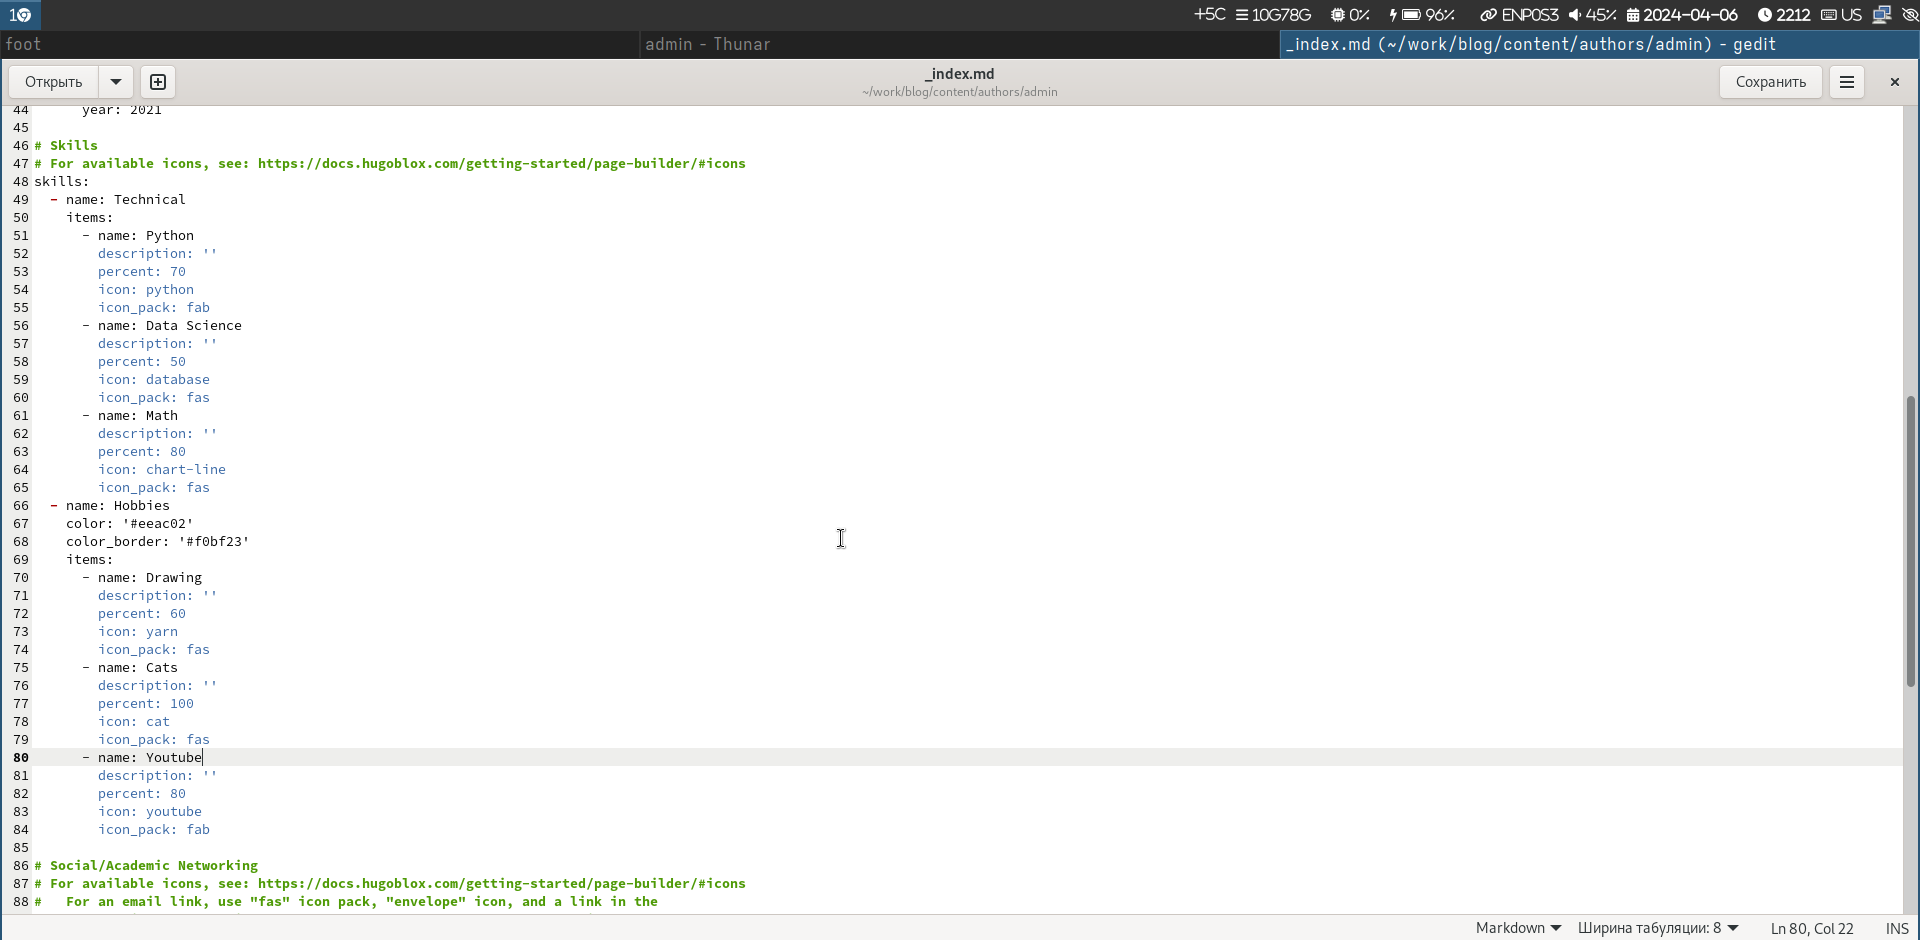 1
+5C 10G78G 0% 96% ENP0S3 45% 2024-04-06 2212 US
foot
admin - Thunar
_index.md (~/work/blog/content/authors/admin) - gedit
Открыть
_index.md
~/work/blog/content/authors/admin
Сохранить
44 year: 2021
45
46 # Skills
47 # For available icons, see: https://docs.hugoblox.com/getting-started/page-builder/#icons
48 skills:
49 - name: Technical
50 items:
51 - name: Python
52 description: ''
53 percent: 70
54 icon: python
55 icon_pack: fab
56 - name: Data Science
57 description: ''
58 percent: 50
59 icon: database
60 icon_pack: fas
61 - name: Math
62 description: ''
63 percent: 80
64 icon: chart-line
65 icon_pack: fas
66 - name: Hobbies
67 color: '#eeac02'
68 color_border: '#f0bf23'
69 items:
70 - name: Drawing
71 description: ''
72 percent: 60
73 icon: yarn
74 icon_pack: fas
75 - name: Cats
76 description: ''
77 percent: 100
78 icon: cat
79 icon_pack: fas
80 - name: Youtube
81 description: ''
82 percent: 80
83 icon: youtube
84 icon_pack: fab
85
86 # Social/Academic Networking
87 # For available icons, see: https://docs.hugoblox.com/getting-started/page-builder/#icons
88 # For an email link, use "fas" icon pack, "envelope" icon, and a link in the
Markdown Ширина табуляции: 8 Ln 80, Col 22 INS